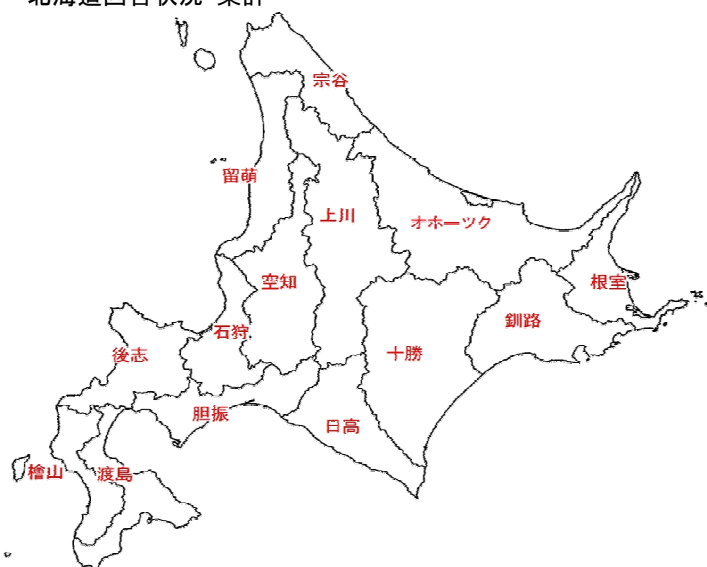 宗谷
留萌
上川
オホーツク
空知
根室
石狩
釧路
後志
十勝
胆振
日高
檜山
渡島